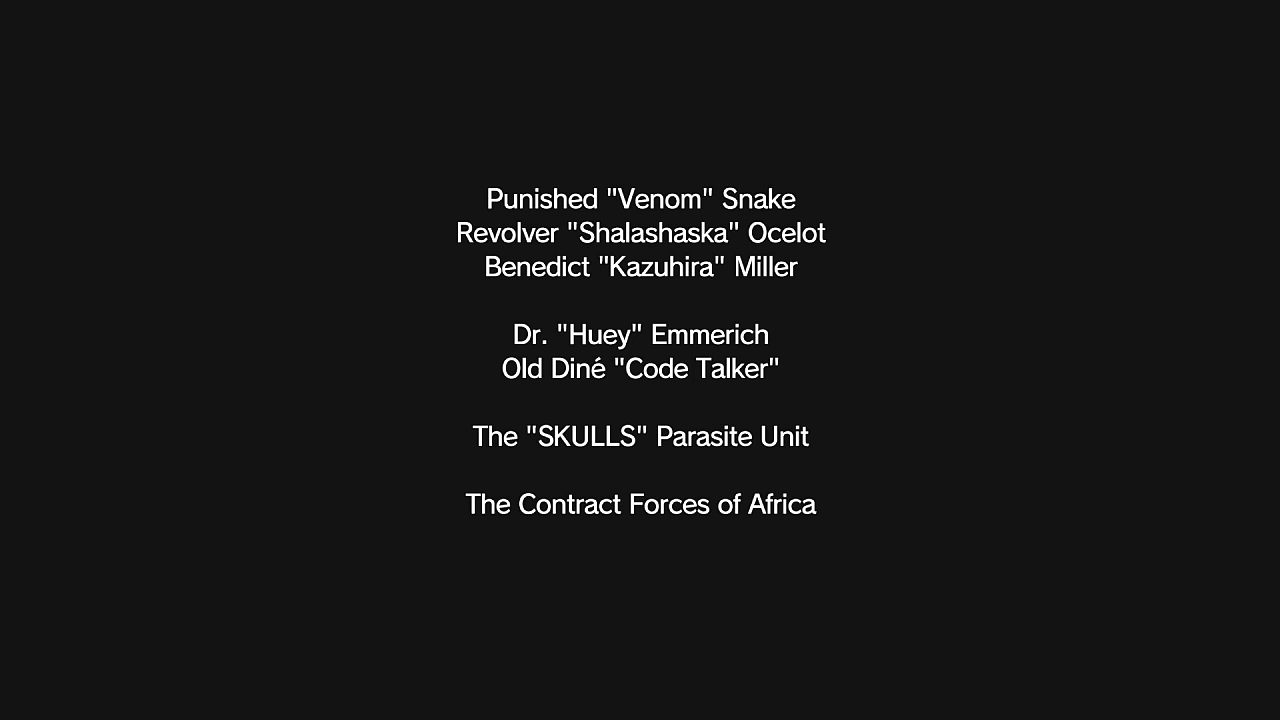 Punished "Venom" Snake
Revolver "Shalashaska" Ocelot
Benedict "Kazuhira" Miller
Dr. "Huey" Emmerich
Old Diné "Code Talker"
The "SKULLS" Parasite Unit
The Contract Forces of Africa